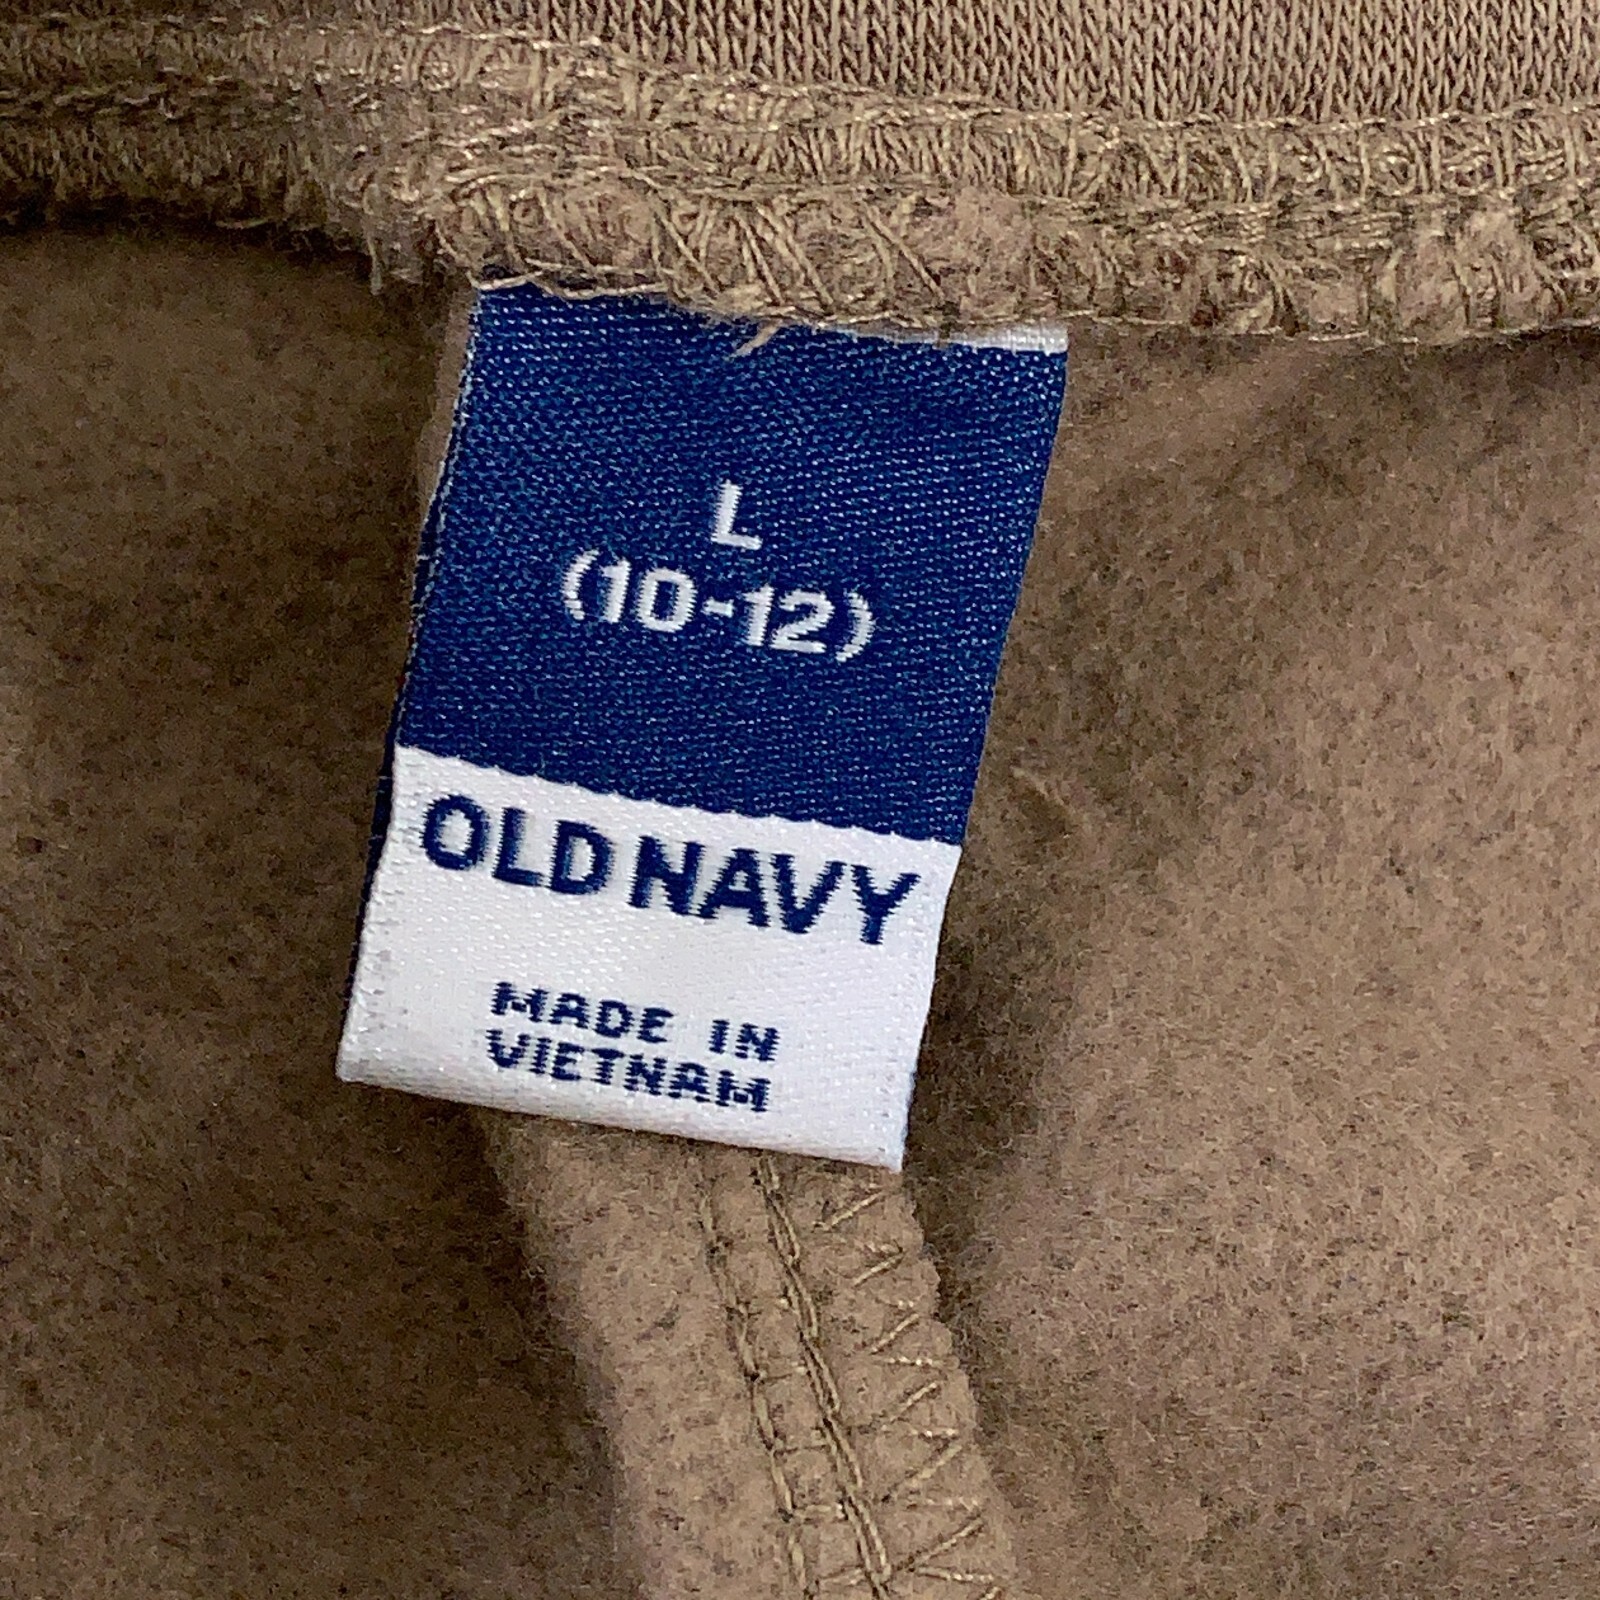 L
(10-12)
OLD NAVY
MADE IN
VIETNAM